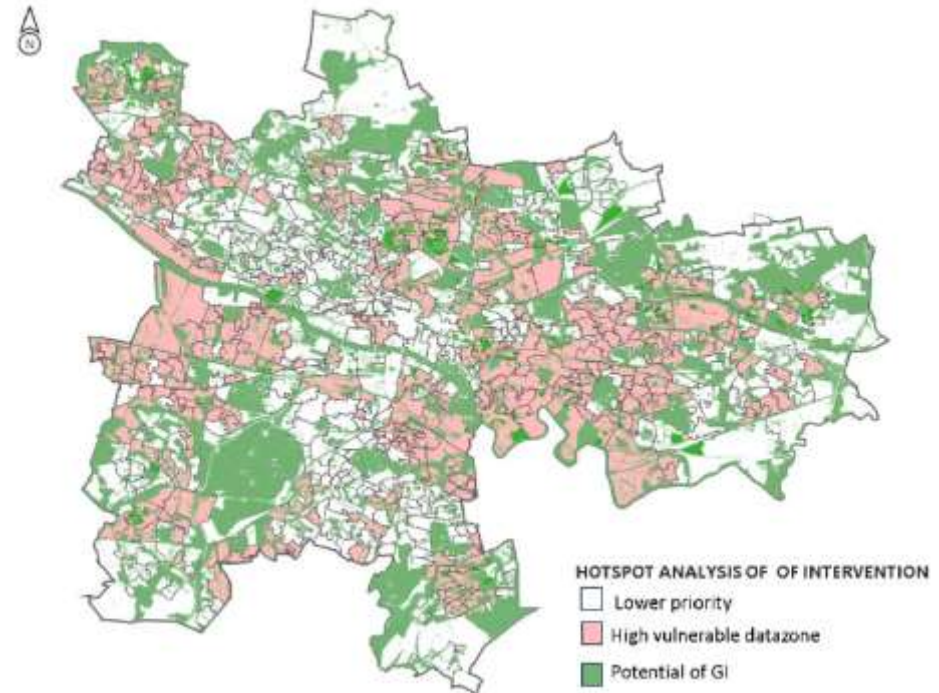 N
HOTSPOT ANALYSIS OF OF INTERVENTION
Lower priority
High vulnerable datazone
Potential of GI